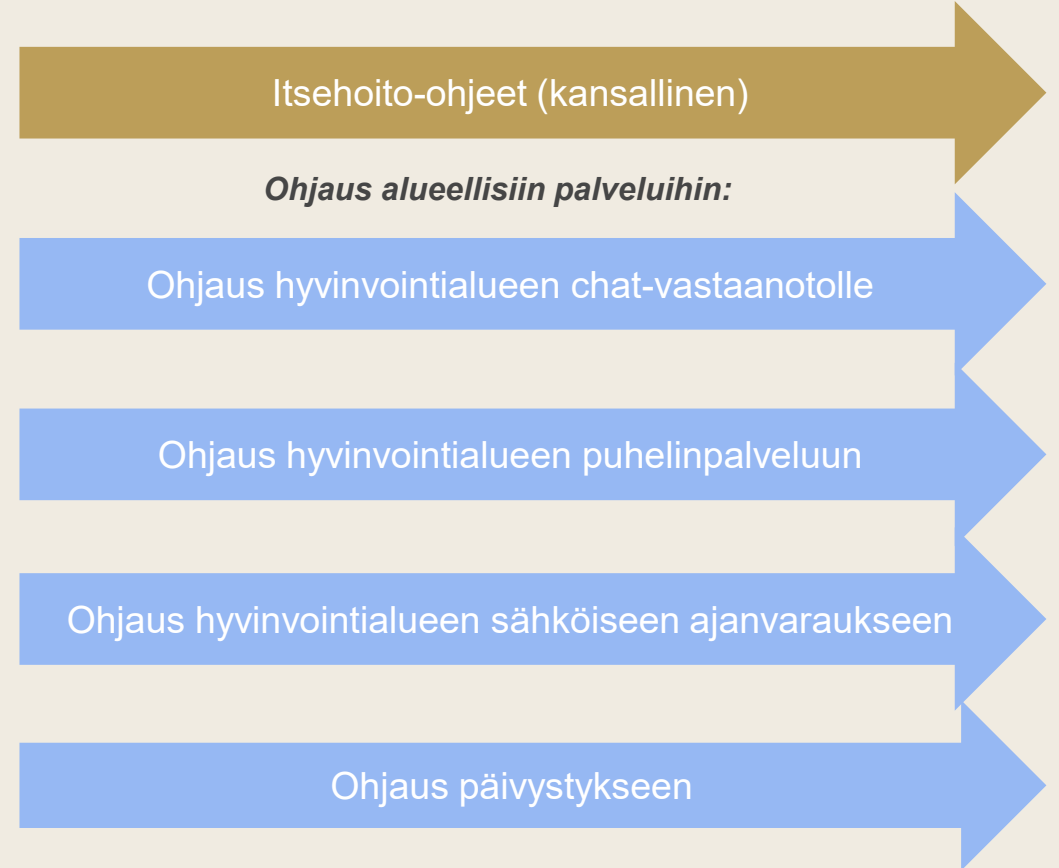 Itsehoito-ohjeet (kansallinen)
Ohjaus alueellisiin palveluihin:
Ohjaus hyvinvointialueen chat-vastaanotolle
Ohjaus hyvinvointialueen puhelinpalveluun
Ohjaus hyvinvointialueen sähköiseen ajanvaraukseen
Ohjaus päivystykseen